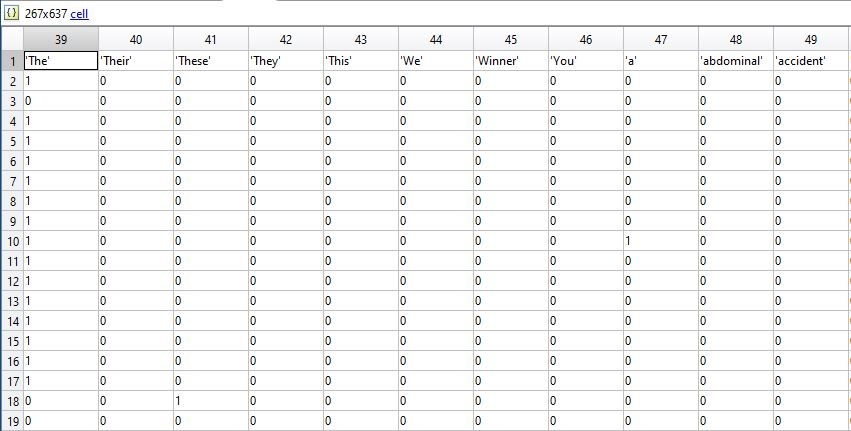 {} 267x637 cell
39 40 41 42 43 44 45 46 47 48 49
1 'The' 'Their' 'These' 'They' 'This' 'We' 'Winner' 'You' 'a' 'abdominal' 'accident'
2 1 0 0 0 0 0 0 0 0 0 0
3 0 0 0 0 0 0 0 0 0 0 0
4 1 0 0 0 0 0 0 0 0 0 0
5 1 0 0 0 0 0 0 0 0 0 0
6 1 0 0 0 0 0 0 0 0 0 0
7 1 0 0 0 0 0 0 0 0 0 0
8 1 0 0 0 0 0 0 0 0 0 0
9 1 0 0 0 0 0 0 0 0 0 0
10 1 0 0 0 0 0 0 0 1 0 0
11 1 0 0 0 0 0 0 0 0 0 0
12 1 0 0 0 0 0 0 0 0 0 0
13 1 0 0 0 0 0 0 0 0 0 0
14 1 0 0 0 0 0 0 0 0 0 0
15 1 0 0 0 0 0 0 0 0 0 0
16 1 0 0 0 0 0 0 0 0 0 0
17 1 0 0 0 0 0 0 0 0 0 0
18 0 0 1 0 0 0 0 0 0 0 0
19 0 0 0 0 0 0 0 0 0 0 0